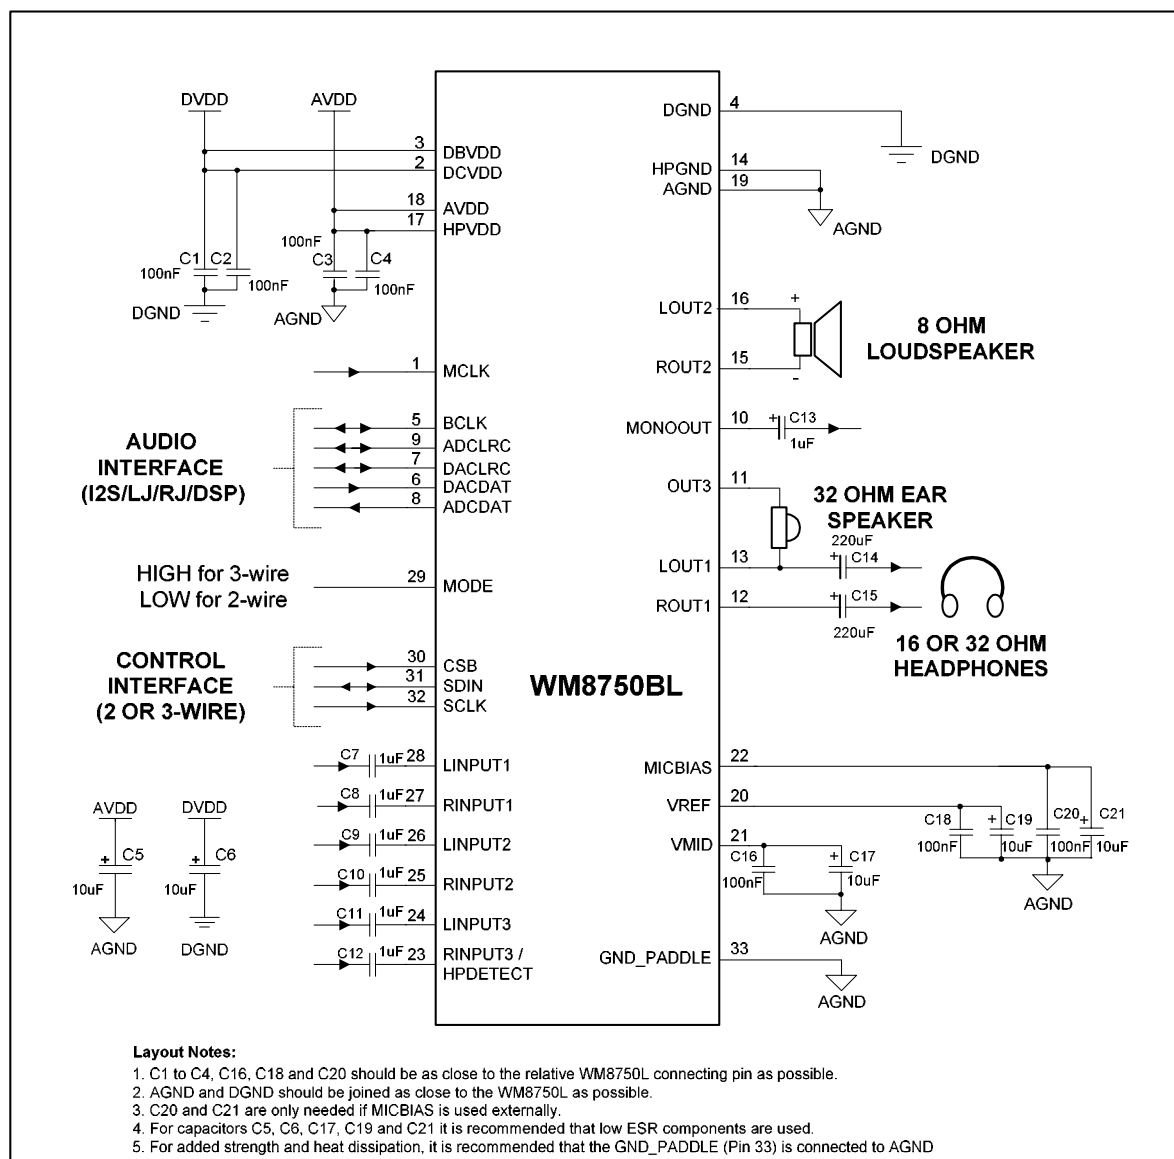 DVDD
AVDD
3 DBVDD
2 DCVDD
18 AVDD
17 HPVDD
100nF
C1 C2 C3 C4
100nF 100nF 100nF
DGND
AGND
1 MCLK
AUDIO
INTERFACE
(I2S/LJ/RJ/DSP)
5 BCLK
9 ADCLRC
7 DACLRC
6 DACDAT
8 ADCDAT
HIGH for 3-wire
LOW for 2-wire
29 MODE
CONTROL
INTERFACE
(2 OR 3-WIRE)
30 CSB
31 SDIN
32 SCLK
WM8750BL
C7 1uF 28 LINPUT1
C8 1uF 27 RINPUT1
C9 1uF 26 LINPUT2
C10 1uF 25 RINPUT2
C11 1uF 24 LINPUT3
C12 1uF 23 RINPUT3 /
HPDETECT
AVDD
+ C5
10uF
AGND
DVDD
+ C6
10uF
DGND
DGND 4
DGND
HPGND 14
AGND 19
AGND
LOUT2 16 +
ROUT2 15 -
8 OHM
LOUDSPEAKER
MONOOUT 10 + C13
1uF
OUT3 11
32 OHM EAR
SPEAKER
220uF
LOUT1 13 + C14
ROUT1 12 + C15
220uF
16 OR 32 OHM
HEADPHONES
MICBIAS 22
VREF 20
C18 + C19 C20 + C21
100nF 10uF 100nF 10uF
AGND
VMID 21
C16 + C17
100nF 10uF
AGND
GND_PADDLE 33
AGND
Layout Notes:
1. C1 to C4, C16, C18 and C20 should be as close to the relative WM8750L connecting pin as possible.
2. AGND and DGND should be joined as close to the WM8750L as possible.
3. C20 and C21 are only needed if MICBIAS is used externally.
4. For capacitors C5, C6, C17, C19 and C21 it is recommended that low ESR components are used.
5. For added strength and heat dissipation, it is recommended that the GND_PADDLE (Pin 33) is connected to AGND